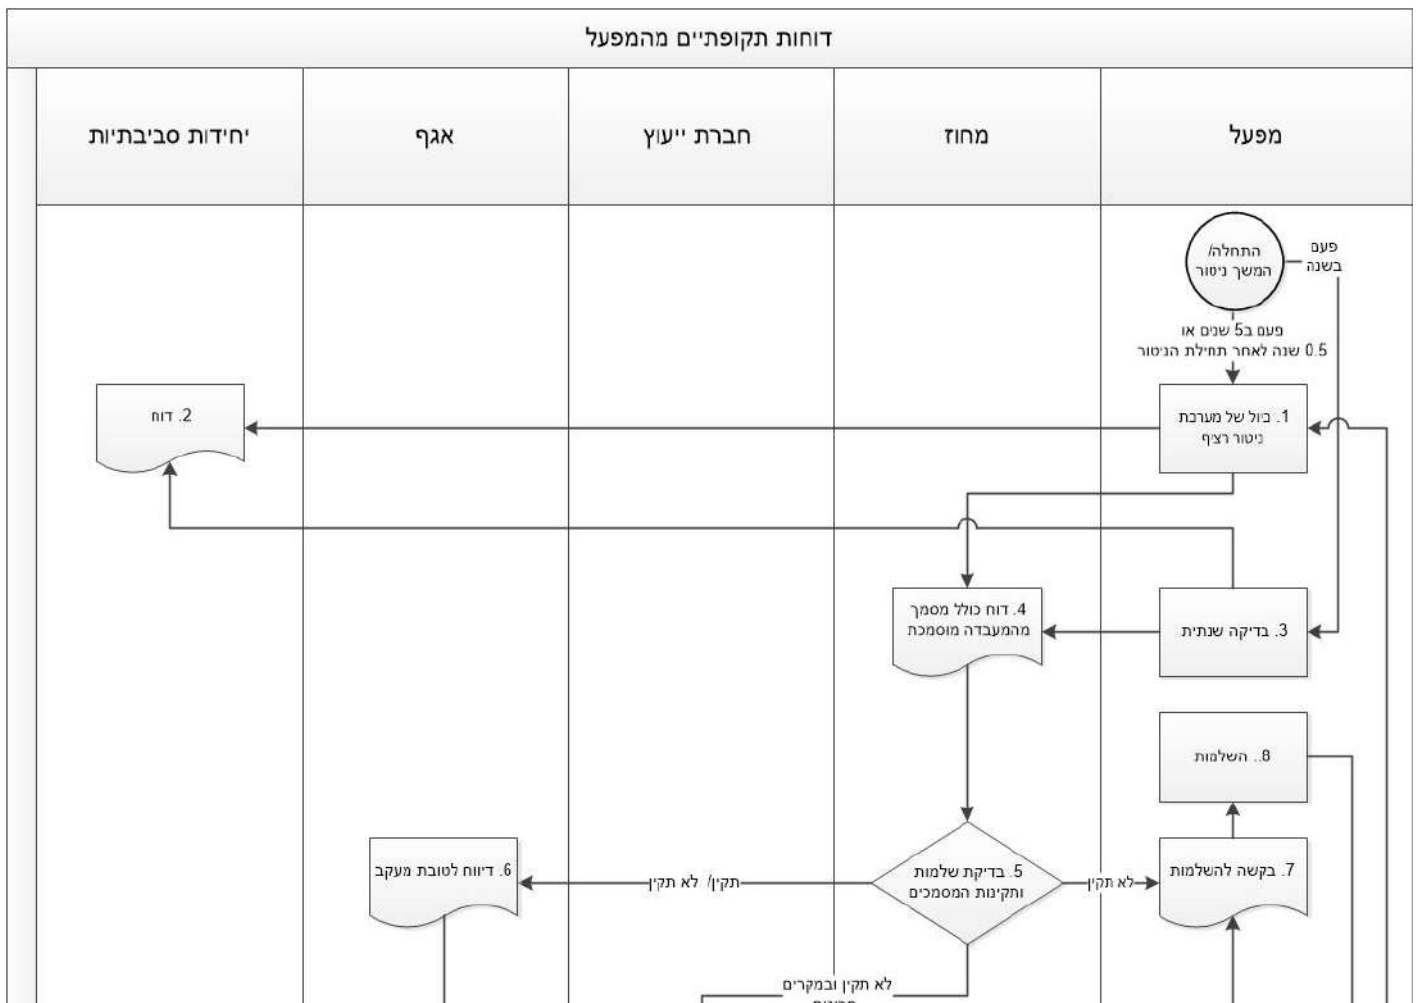 דוחות תקופתיים מהמפעל
מפעל
מחוז
חברת ייעוץ
אגף
יחידות סביבתיות
התחלה/
המשך ניטור
פעם
בשנה
פעם ב5 שנים או
0.5 שנה לאחר תחילת הניטור
1. כיול של מערכת
ניטור רציף
2. דוח
3. בדיקה שנתית
4. דוח כולל מסמך
מהמעבדה מוסמכת
8.. השלמות
5. בדיקת שלמות
ותקינות המסמכים
לא תקין
7. בקשה להשלמות
תקין/ לא תקין
6. דיווח לטובת מעקב
לא תקין ובמקרים